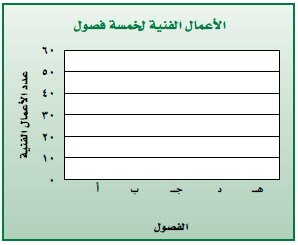 الأعمال الفنية لخمسة فصول
عدد الأعمال الفنية
٦٠
٥٠
٤٠
٣٠
٢٠
١٠
٠
أ ب جـ د هـ
الفصول